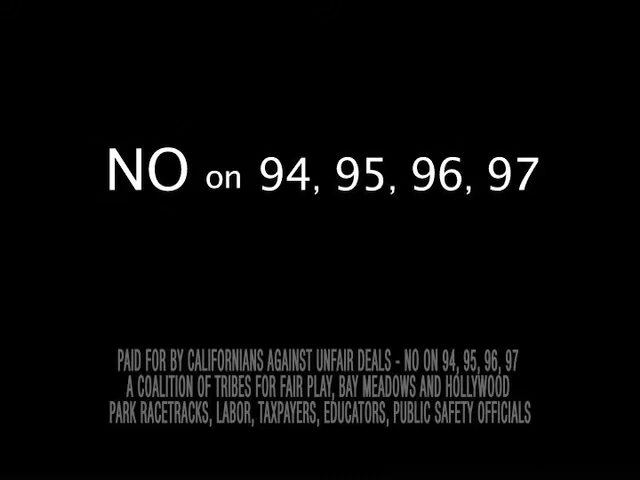 NO on 94, 95, 96, 97
PAID FOR BY CALIFORNIANS AGAINST UNFAIR DEALS - NO ON 94, 95, 96, 97
A COALITION OF TRIBES FOR FAIR PLAY, BAY MEADOWS AND HOLLYWOOD
PARK RACETRACKS, LABOR, TAXPAYERS, EDUCATORS, PUBLIC SAFETY OFFICIALS